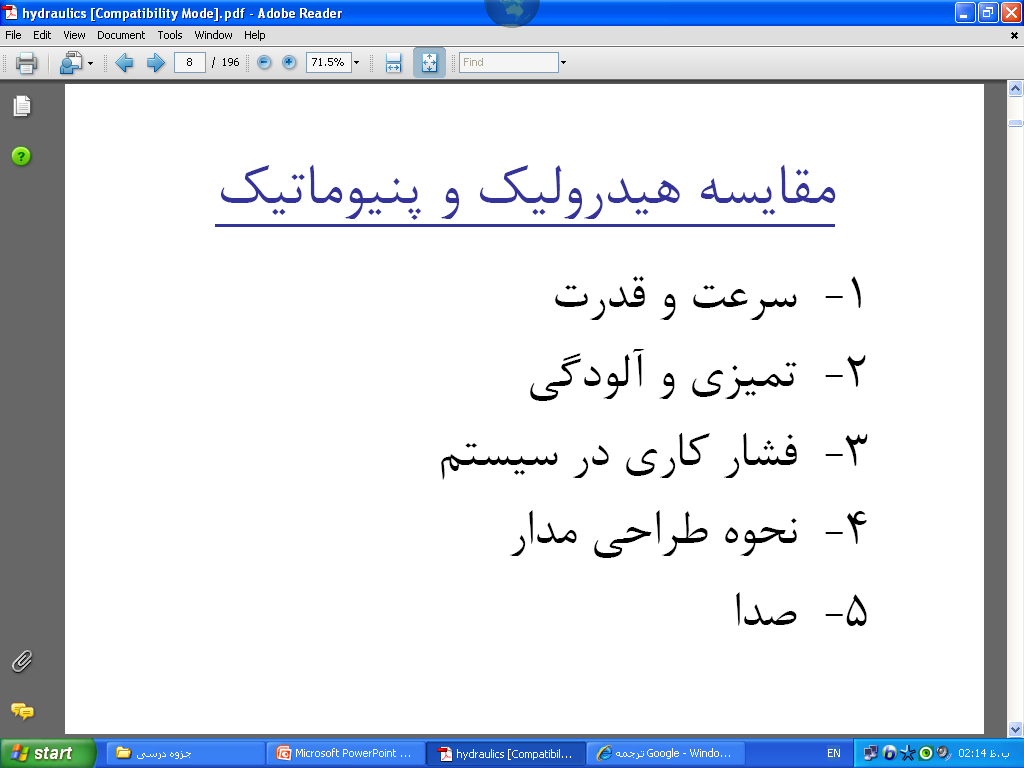 hydraulics [Compatibility Mode].pdf - Adobe Reader
File Edit View Document Tools Window Help
8 / 196 71.5% Find
مقایسه هیدرولیک و پنیوماتیک
۱- سرعت و قدرت
۲- تمیزی و آلودگی
۳- فشار کاری در سیستم
۴- نحوه طراحی مدار
۵- صدا
start جزوه درسی Microsoft PowerPoint ... hydraulics [Compatibil... ترجمه Google - Windo... EN 02:14 ب.ظ